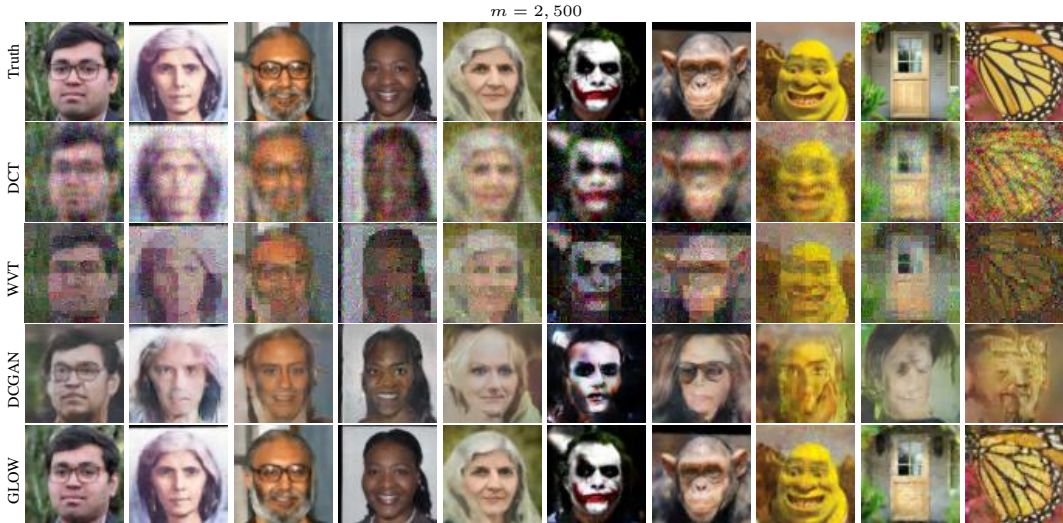 m = 2, 500
Truth
DCT
WVT
DCGAN
GLOW